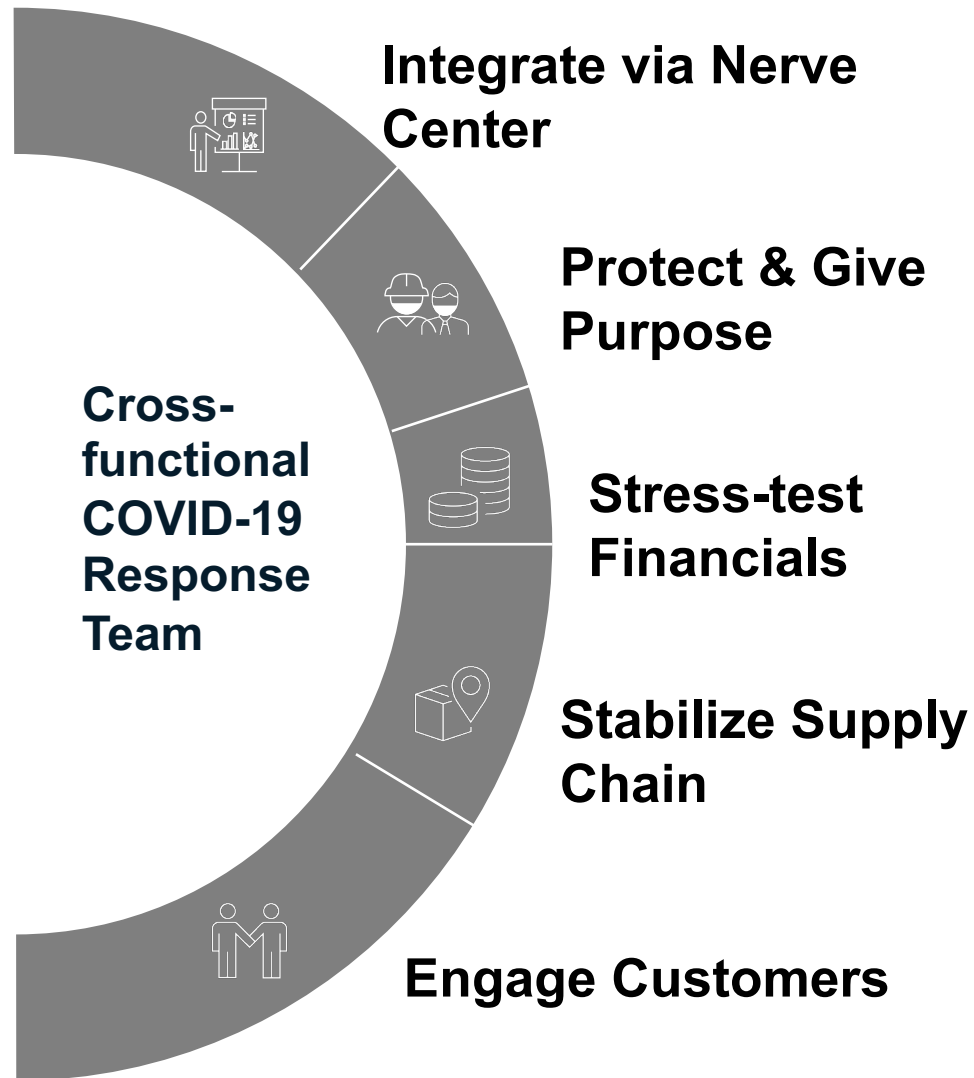 Integrate via Nerve
Center
Protect & Give
Purpose
Cross-
functional
COVID-19
Response
Team
Stress-test
Financials
Stabilize Supply
Chain
Engage Customers